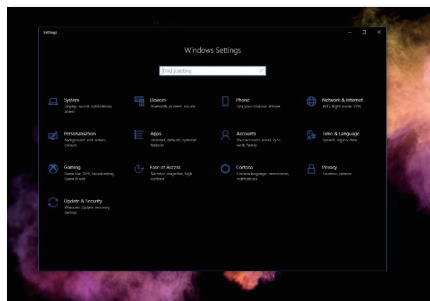 Settings
Windows Settings
Find a setting
System
Display, sound, notifications,
power
Devices
Bluetooth, printers, mouse
Phone
Link your Android, iPhone
Network & Internet
Wi-Fi, flight mode, VPN
Personalisation
Background, lock screen,
colours
Apps
Uninstall, defaults, optional
features
Accounts
Your accounts, email, sync,
work, family
Time & Language
Speech, region, date
Gaming
Game bar, DVR, broadcasting,
Game Mode
Ease of Access
Narrator, magnifier, high
contrast
Cortana
Cortana language, permissions,
notifications
Privacy
Location, camera
Update & Security
Windows Update, recovery,
backup